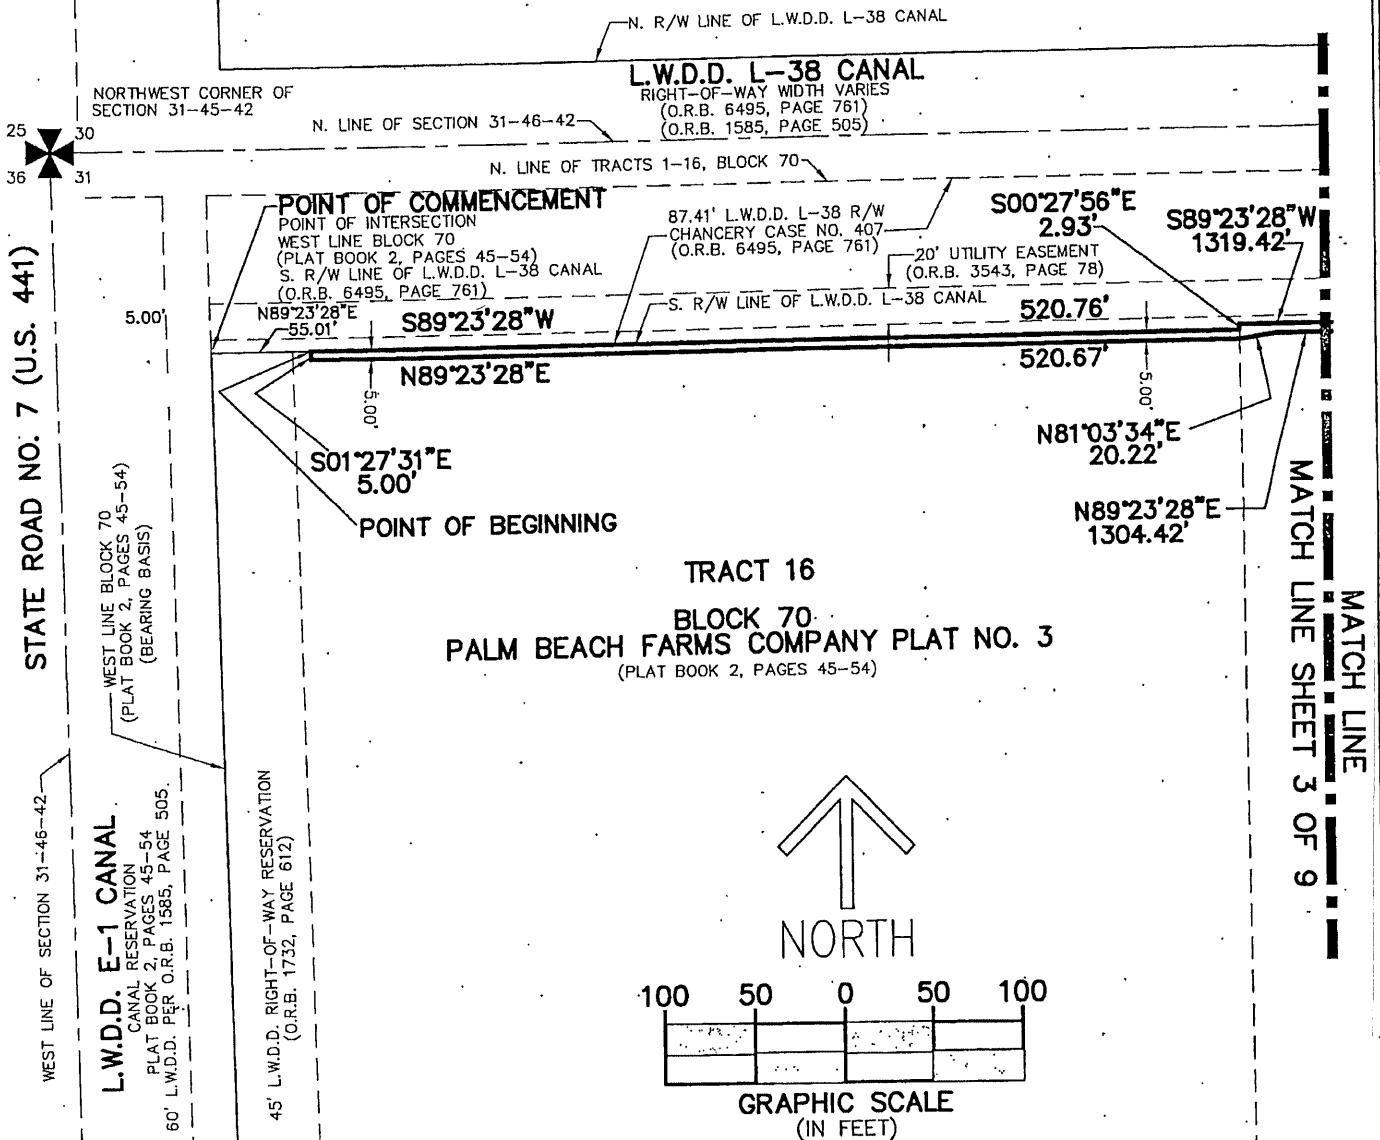 N. R/W LINE OF L.W.D.D. L-38 CANAL
L.W.D.D. L-38 CANAL
RIGHT-OF-WAY WIDTH VARIES
(O.R.B. 6495, PAGE 761)
(O.R.B. 1585, PAGE 505)
NORTHWEST CORNER OF
SECTION 31-45-42
25
30
36
31
N. LINE OF SECTION 31-46-42
N. LINE OF TRACTS 1-16, BLOCK 70
POINT OF COMMENCEMENT
POINT OF INTERSECTION
WEST LINE BLOCK 70
(PLAT BOOK 2, PAGES 45-54)
S. R/W LINE OF L.W.D.D. L-38 CANAL
(O.R.B. 6495, PAGE 761)
87.41' L.W.D.D. L-38 R/W
CHANCERY CASE NO. 407
(O.R.B. 6495, PAGE 761)
S00°27'56"E
2.93'
S89°23'28"W
1319.42'
20' UTILITY EASEMENT
(O.R.B. 3543, PAGE 78)
S. R/W LINE OF L.W.D.D. L-38 CANAL
5.00'
N89°23'28"E
55.01'
S89°23'28"W
520.76'
N89°23'28"E
520.67'
5.00'
5.00'
S01°27'31"E
5.00'
POINT OF BEGINNING
N81°03'34"E
20.22'
N89°23'28"E
1304.42'
TRACT 16
BLOCK 70
PALM BEACH FARMS COMPANY PLAT NO. 3
(PLAT BOOK 2, PAGES 45-54)
STATE ROAD NO. 7 (U.S. 441)
WEST LINE BLOCK 70
(PLAT BOOK 2, PAGES 45-54)
(BEARING BASIS)
WEST LINE OF SECTION 31-46-42
L.W.D.D. E-1 CANAL
CANAL RESERVATION
PLAT BOOK 2, PAGES 45-54
60' L.W.D.D. PER O.R.B. 1585, PAGE 505.
45' L.W.D.D. RIGHT-OF-WAY RESERVATION
(O.R.B. 1732, PAGE 612)
MATCH LINE
MATCH LINE SHEET 3 OF 9
NORTH
100 50 0 50 100
GRAPHIC SCALE
(IN FEET)